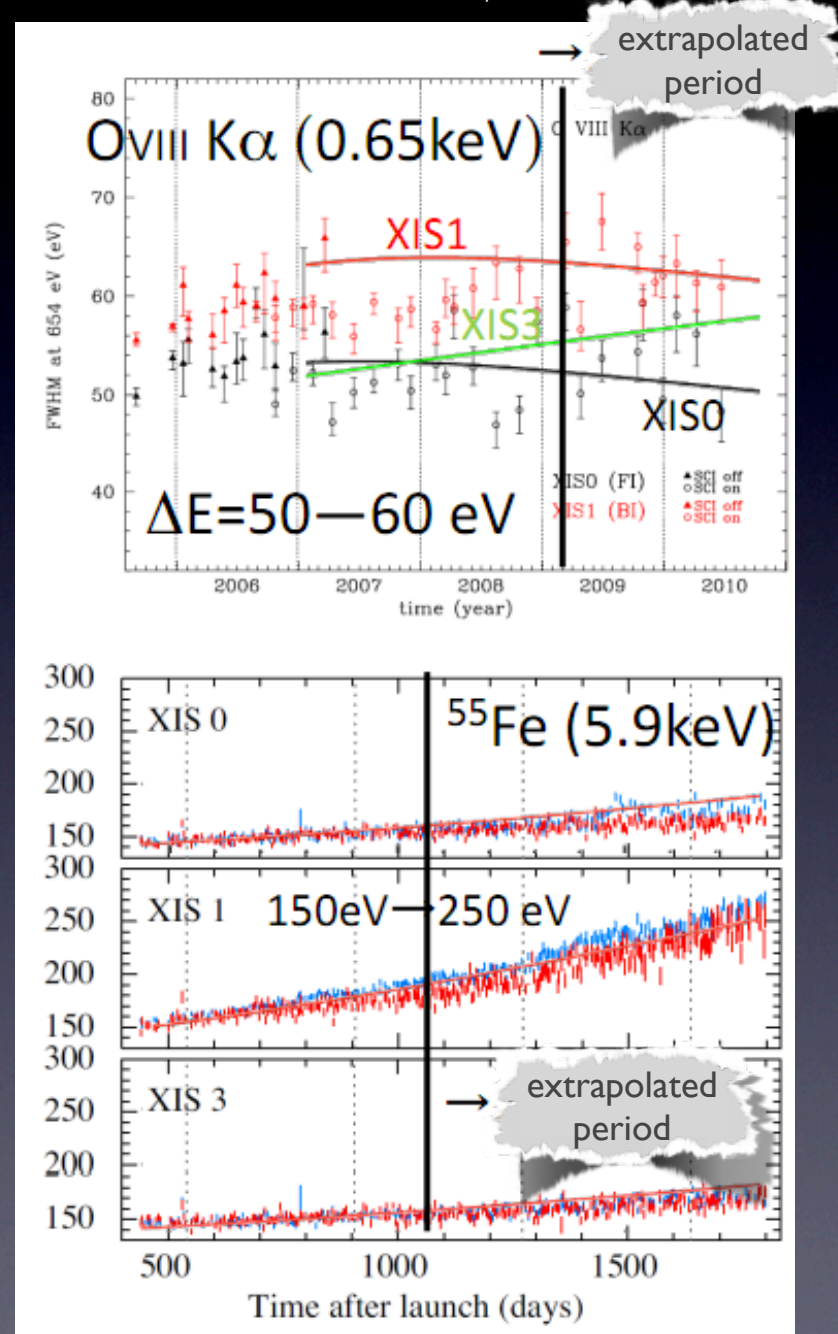 → extrapolated
period
80
OVIII Kα (0.65keV)
VIII Kα
70
XIS1
60
XIS3
50
XIS0
40
ΔE=50—60 eV
FWHM at 654 eV (eV)
XIS0 (FI) ▲SCI off
○SCI on
XIS1 (BI) ▲SCI off
○SCI on
2006 2007 2008 2009 2010
time (year)
300
250 XIS 0 ⁵⁵Fe (5.9keV)
200
150
300
250 XIS 1 150eV→250 eV
200
150
300
250 XIS 3 → extrapolated
period
200
150
500 1000 1500
Time after launch (days)